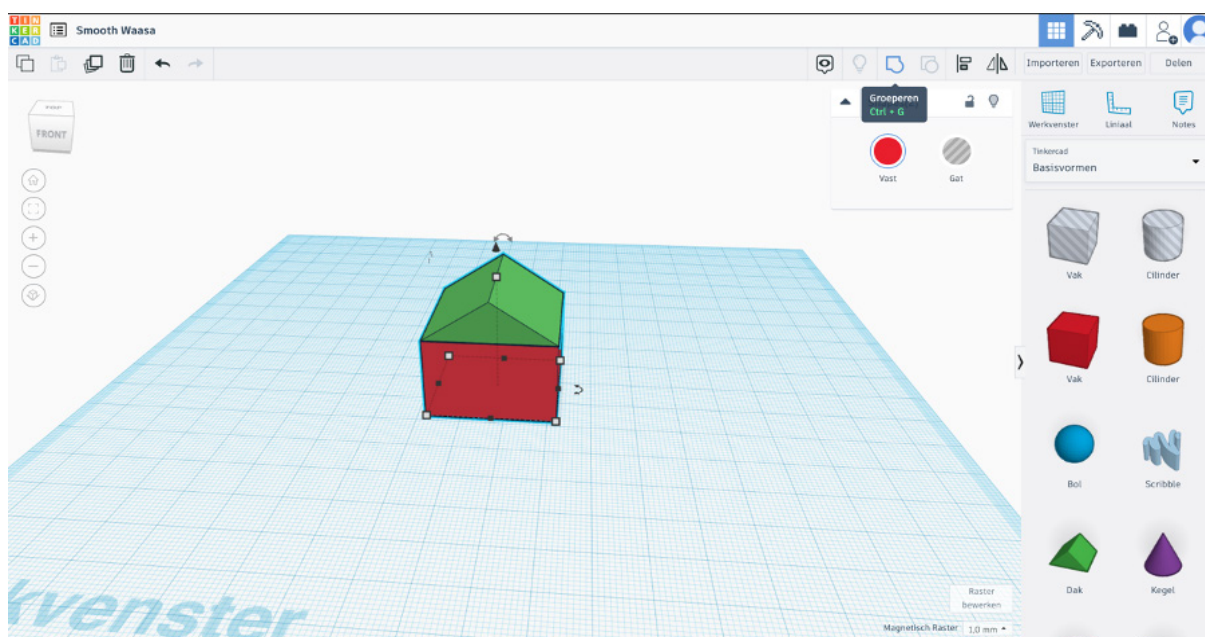 TIN
KER
CAD
Smooth Waasa
Importeren
Exporteren
Delen
Groeperen
Ctrl + G
Vast
Gat
TOP
FRONT
Werkvenster
Liniaal
Notes
Tinkercad
Basisvormen
Vak
Cilinder
Vak
Cilinder
Bol
Scribble
Dak
Kegel
kvenster
Raster
bewerken
Magnetisch Raster 1,0 mm